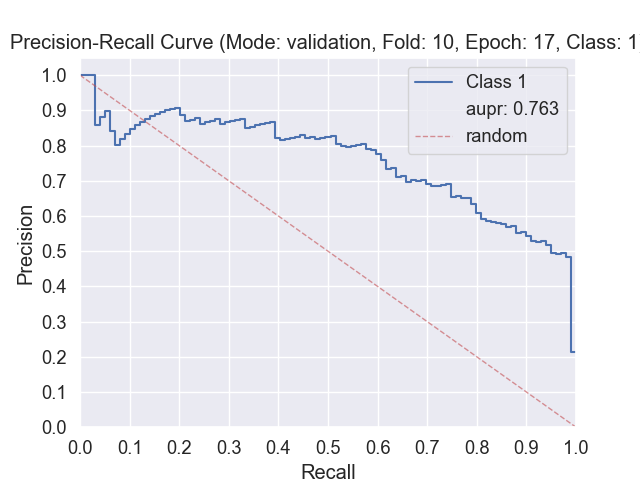 Precision-Recall Curve (Mode: validation, Fold: 10, Epoch: 17, Class: 1
1.0
0.9
0.8
0.7
0.6
0.5
0.4
0.3
0.2
0.1
0.0
Precision
Class 1
aupr: 0.763
random
0.0 0.1 0.2 0.3 0.4 0.5 0.6 0.7 0.8 0.9 1.0
Recall